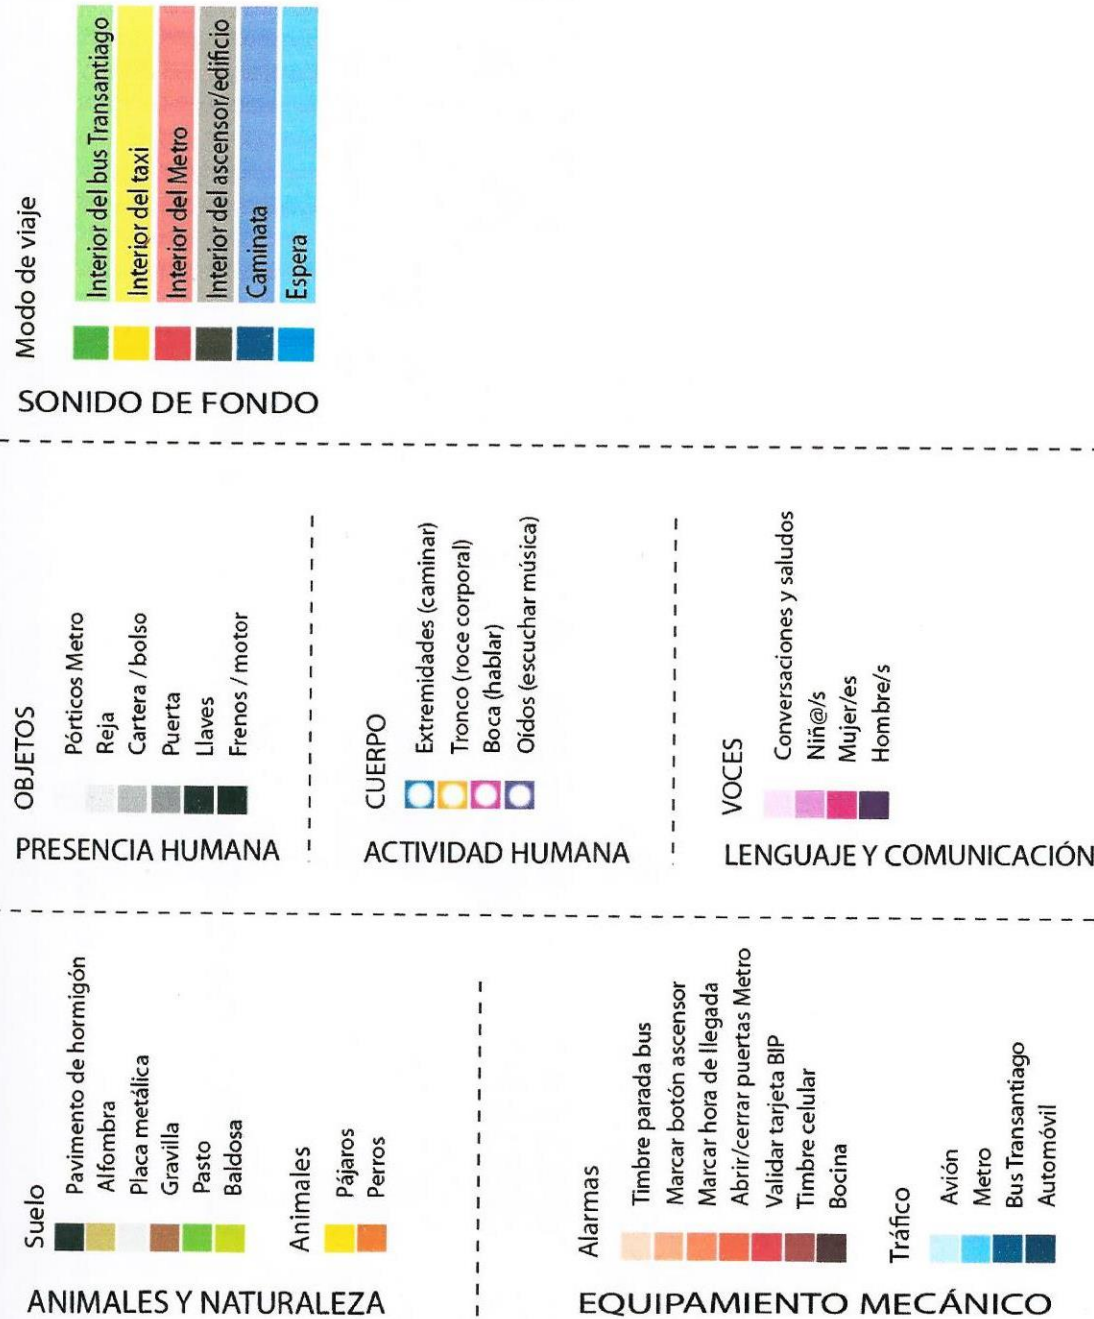 ANIMALES Y NATURALEZA
Suelo
Pavimento de hormigón
Alfombra
Placa metálica
Gravilla
Pasto
Baldosa
Animales
Pájaros
Perros
EQUIPAMIENTO MECÁNICO
Alarmas
Timbre parada bus
Marcar botón ascensor
Marcar hora de llegada
Abrir/cerrar puertas Metro
Validar tarjeta BIP
Timbre celular
Bocina
Tráfico
Avión
Metro
Bus Transantiago
Automóvil
PRESENCIA HUMANA
OBJETOS
Pórticos Metro
Reja
Cartera / bolso
Puerta
Llaves
Frenos / motor
ACTIVIDAD HUMANA
CUERPO
Extremidades (caminar)
Tronco (roce corporal)
Boca (hablar)
Oídos (escuchar música)
LENGUAJE Y COMUNICACIÓN
VOCES
Conversaciones y saludos
Niñ@/s
Mujer/es
Hombre/s
SONIDO DE FONDO
Modo de viaje
Interior del bus Transantiago
Interior del taxi
Interior del Metro
Interior del ascensor/edificio
Caminata
Espera